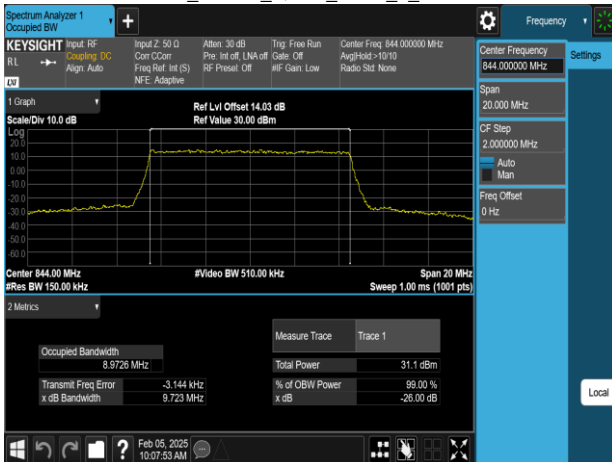 Spectrum Analyzer 1
Occupied BW
+
Frequency
KEYSIGHT
RL
LXI
Input: RF
Coupling: DC
Align: Auto
Input Z: 50 Ω
Corr CCorr
Freq Ref: Int (S)
NFE: Adaptive
Atten: 30 dB
Pre: Int off, LNA off
RF Preset: Off
Trig: Free Run
Gate: Off
#IF Gain: Low
Center Freq: 844.000000 MHz
Avg|Hold:>10/10
Radio Std: None
Center Frequency
844.000000 MHz
Settings
Span
20.000 MHz
CF Step
2.000000 MHz
Auto
Man
Freq Offset
0 Hz
Local
1 Graph
Scale/Div 10.0 dB
Ref Lvl Offset 14.03 dB
Ref Value 30.00 dBm
Log
20.0
10.0
0.00
-10.0
-20.0
-30.0
-40.0
-50.0
-60.0
Center 844.00 MHz
#Video BW 510.00 kHz
Span 20 MHz
#Res BW 150.00 kHz
Sweep 1.00 ms (1001 pts)
2 Metrics
Measure Trace
Trace 1
Occupied Bandwidth
8.9726 MHz
Total Power
31.1 dBm
Transmit Freq Error
-3.144 kHz
% of OBW Power
99.00 %
x dB Bandwidth
9.723 MHz
x dB
-26.00 dB
?
Feb 05, 2025
10:07:53 AM